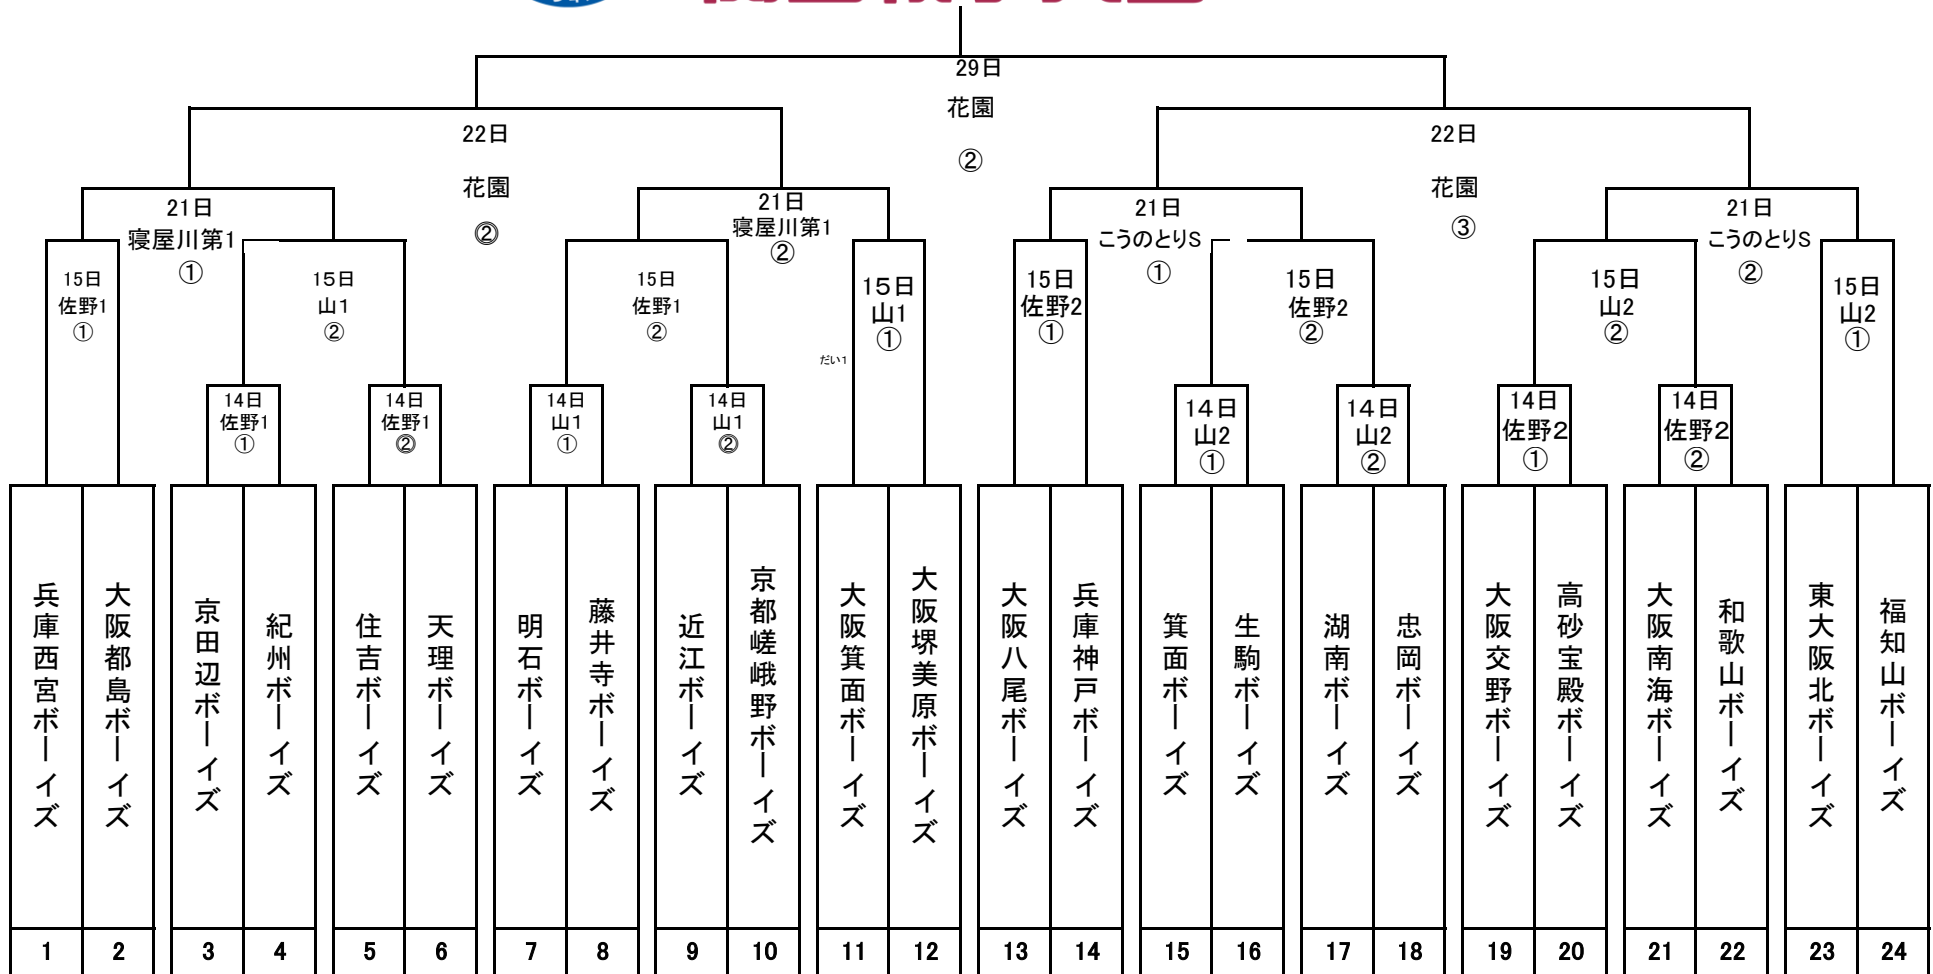 29日
花園
②
22日
花園
②
22日
花園
③
21日
寝屋川第1
①
21日
寝屋川第1
②
21日
こうのとりS
①
21日
こうのとりS
②
15日
佐野1
①
15日
山1
②
15日
佐野1
②
15日
山1
①
だい1
15日
佐野2
①
15日
佐野2
②
15日
山2
②
15日
山2
①
14日
佐野1
①
14日
佐野1
②
14日
山1
①
14日
山1
②
14日
山2
①
14日
山2
②
14日
佐野2
①
14日
佐野2
②
兵庫西宮ボーイズ
大阪都島ボーイズ
京田辺ボーイズ
紀州ボーイズ
住吉ボーイズ
天理ボーイズ
明石ボーイズ
藤井寺ボーイズ
近江ボーイズ
京都嵯峨野ボーイズ
大阪箕面ボーイズ
大阪堺美原ボーイズ
大阪八尾ボーイズ
兵庫神戸ボーイズ
箕面ボーイズ
生駒ボーイズ
湖南ボーイズ
忠岡ボーイズ
大阪交野ボーイズ
高砂宝殿ボーイズ
大阪南海ボーイズ
和歌山ボーイズ
東大阪北ボーイズ
福知山ボーイズ
1 2 3 4 5 6 7 8 9 10 11 12 13 14 15 16 17 18 19 20 21 22 23 24